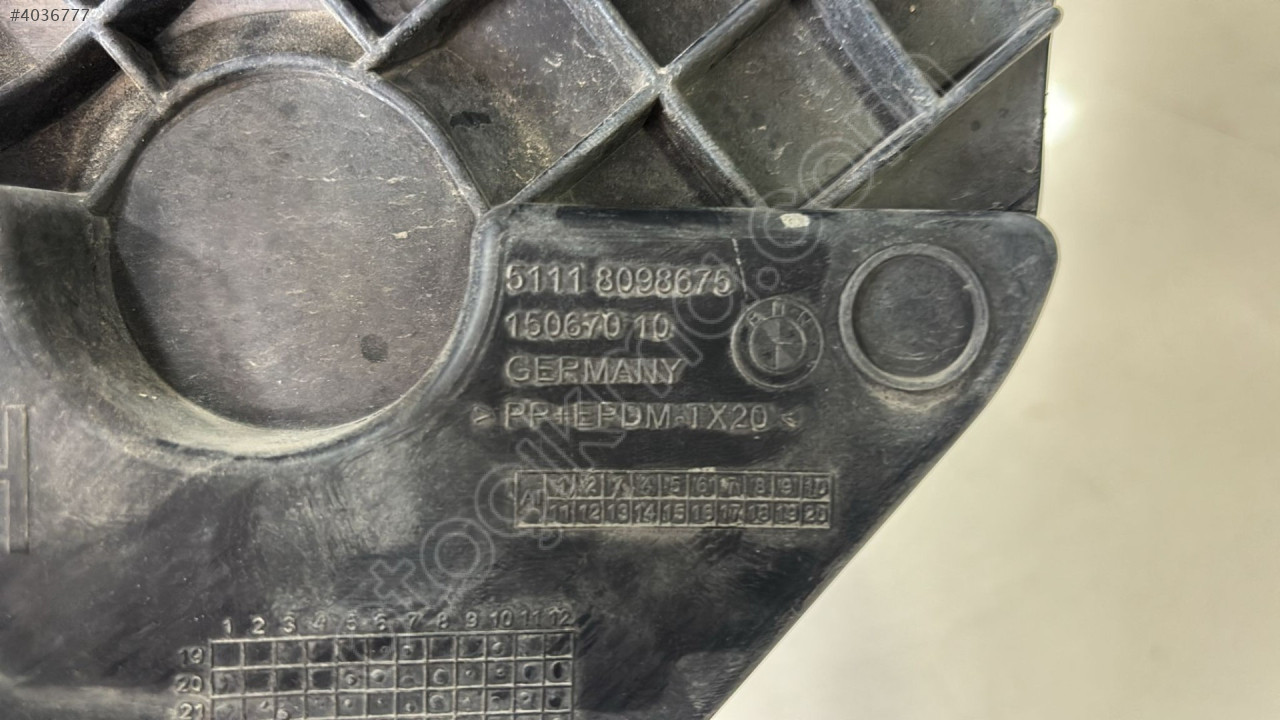 #4036777
5111 8098675
150670 10
BMW
GERMANY
>PP+EPDM-TX20<
A 1 2 3 4 5 6 7 8 9 10
11 12 13 14 15 16 17 18 19 20
1 2 3 4 5 6 7 8 9 10 11 12
19
20
21